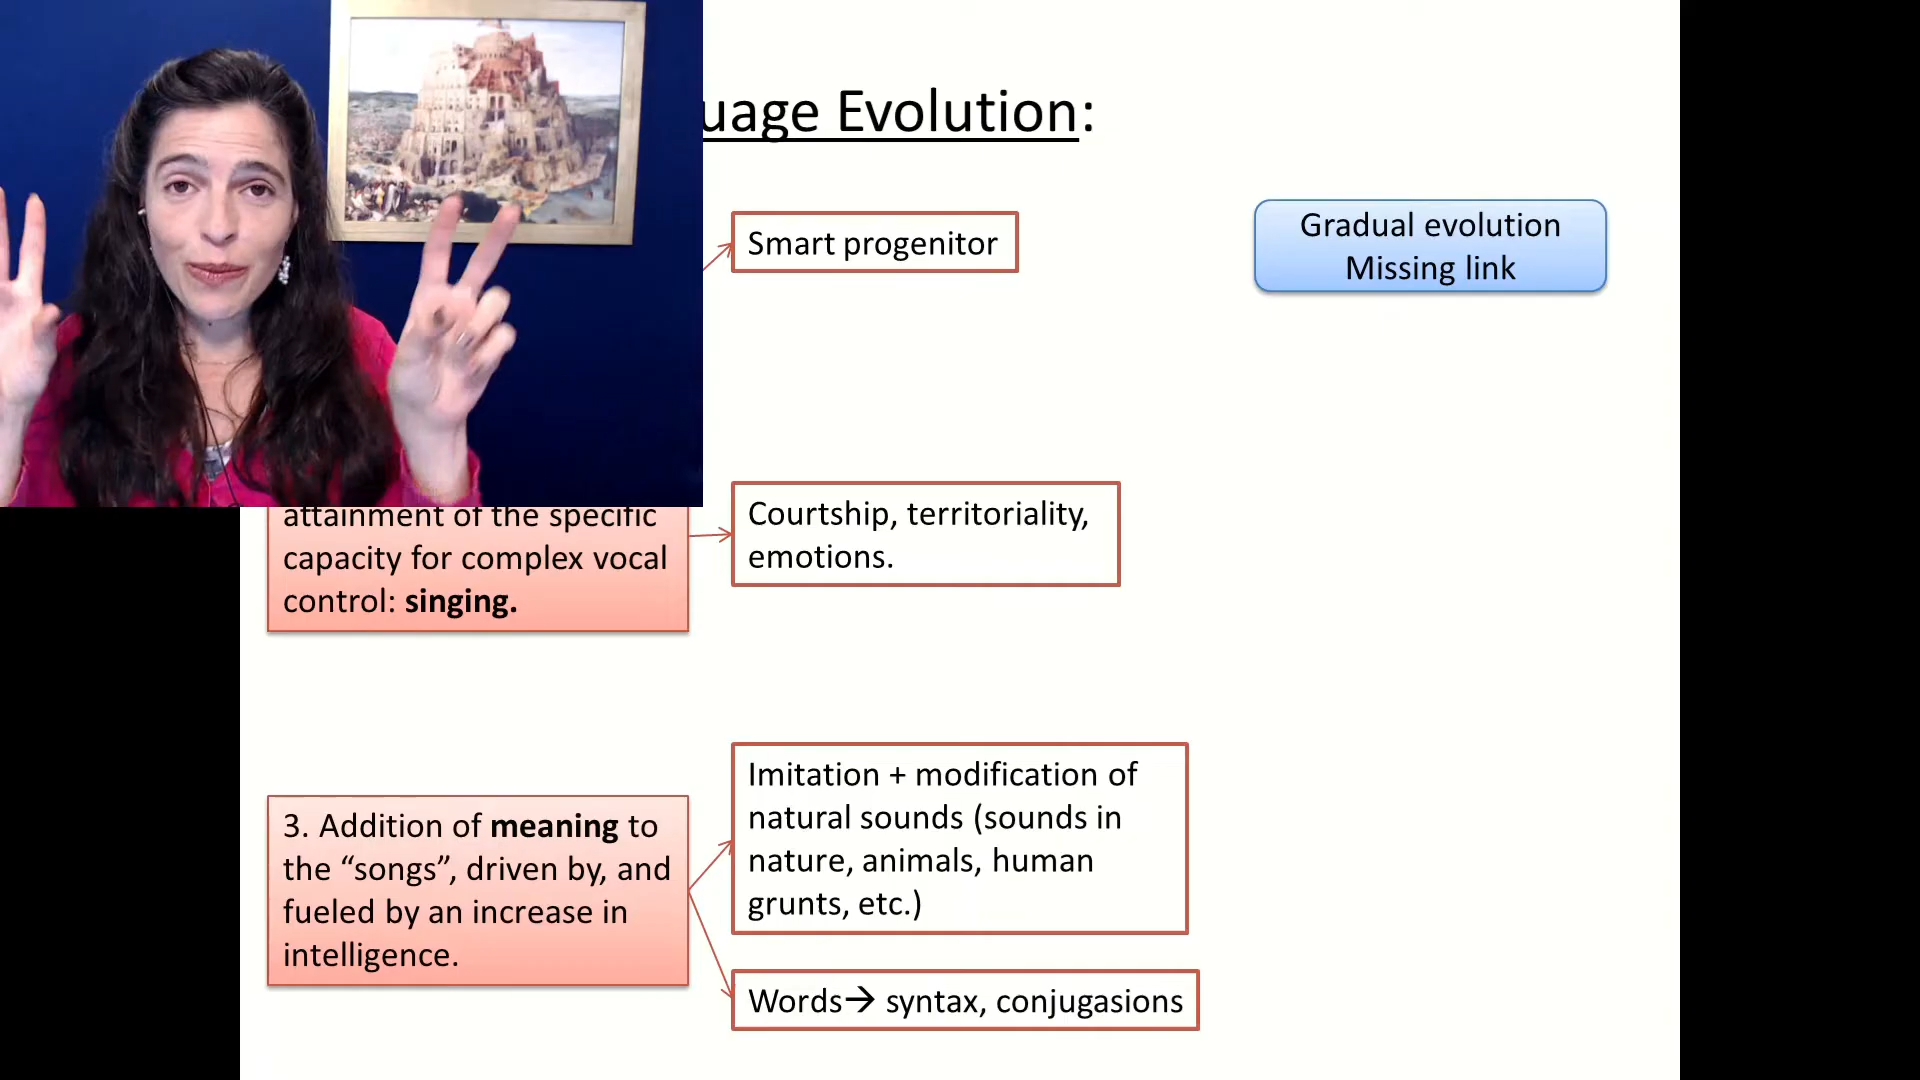 uage Evolution:
Smart progenitor
Gradual evolution
Missing link
attainment of the specific
capacity for complex vocal
control: singing.
Courtship, territoriality,
emotions.
3. Addition of meaning to
the “songs”, driven by, and
fueled by an increase in
intelligence.
Imitation + modification of
natural sounds (sounds in
nature, animals, human
grunts, etc.)
Words→ syntax, conjugasions